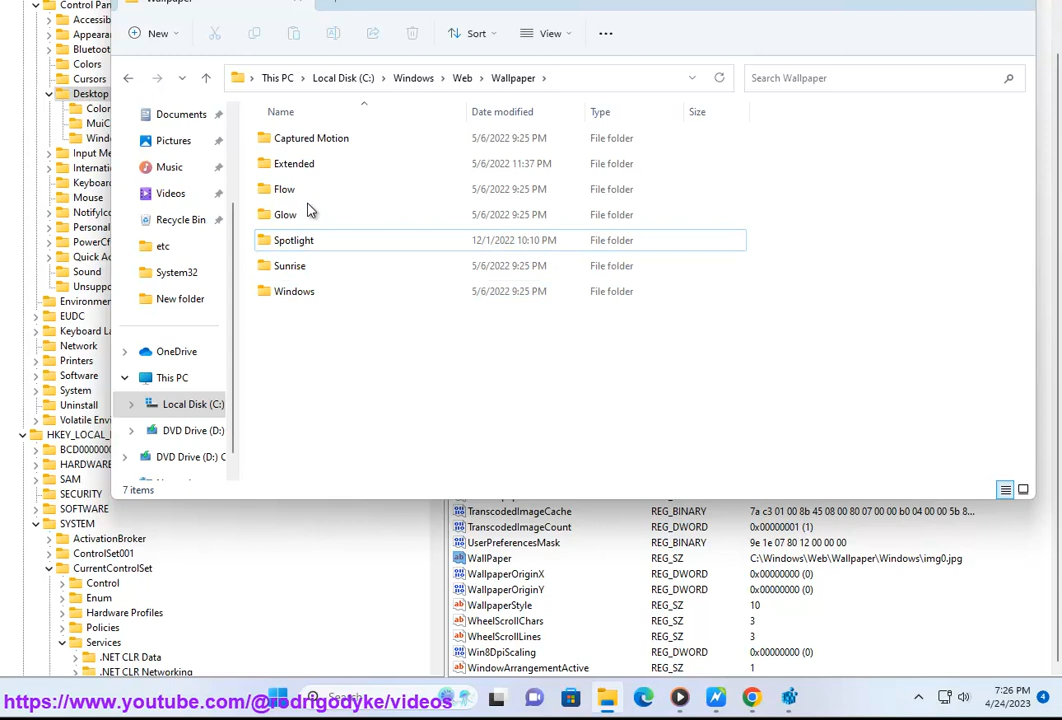 Control Pan
Accessib
Appearan
Bluetooth
Colors
Cursors
Desktop
Color
MuiC
Windo
Input Me
Internatio
Keyboard
Mouse
NotifyIco
Personal
PowerCf
Quick Ac
Sound
Unsuppo
Environmen
EUDC
Keyboard La
Network
Printers
Software
System
Uninstall
Volatile Envi
HKEY_LOCAL_
BCD0000000
HARDWARE
SAM
SECURITY
SOFTWARE
SYSTEM
ActivationBroker
ControlSet001
CurrentControlSet
Control
Enum
Hardware Profiles
Policies
Services
.NET CLR Data
.NET CLR Networking
Wallpaper
New
Sort
View
This PC > Local Disk (C:) > Windows > Web > Wallpaper >
Search Wallpaper
Documents
Pictures
Music
Videos
Recycle Bin
etc
System32
New folder
OneDrive
This PC
Local Disk (C:)
DVD Drive (D:)
DVD Drive (D:) C
Name Date modified Type Size
Captured Motion 5/6/2022 9:25 PM File folder
Extended 5/6/2022 11:37 PM File folder
Flow 5/6/2022 9:25 PM File folder
Glow 5/6/2022 9:25 PM File folder
Spotlight 12/1/2022 10:10 PM File folder
Sunrise 5/6/2022 9:25 PM File folder
Windows 5/6/2022 9:25 PM File folder
7 items
TranscodedImageCache REG_BINARY 7a c3 01 00 8b 45 08 00 80 07 00 00 b0 04 00 00 5b 8...
TranscodedImageCount REG_DWORD 0x00000001 (1)
UserPreferencesMask REG_BINARY 9e 1e 07 80 12 00 00 00
WallPaper REG_SZ C:\Windows\Web\Wallpaper\Windows\img0.jpg
WallpaperOriginX REG_DWORD 0x00000000 (0)
WallpaperOriginY REG_DWORD 0x00000000 (0)
WallpaperStyle REG_SZ 10
WheelScrollChars REG_SZ 3
WheelScrollLines REG_SZ 3
Win8DpiScaling REG_DWORD 0x00000000 (0)
WindowArrangementActive REG_SZ 1
https://www.youtube.com/@rodrigodyke/videos
Search
7:26 PM
4/24/2023
4